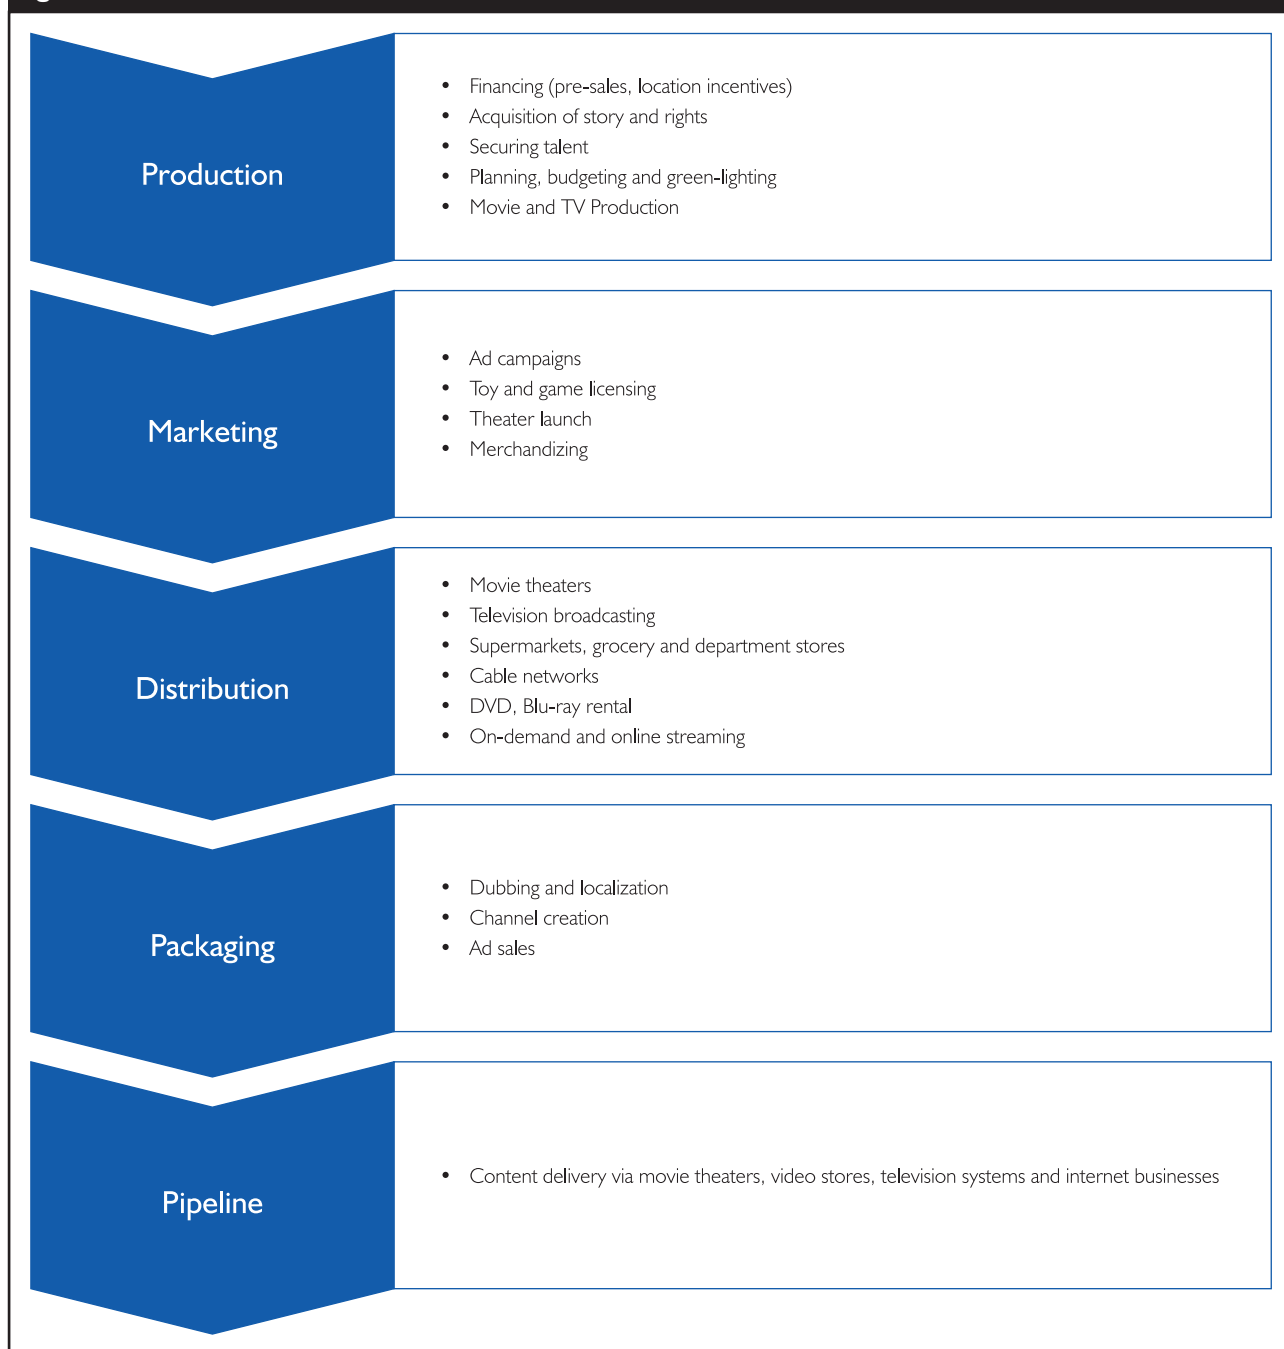 Production
• Financing (pre-sales, location incentives)
• Acquisition of story and rights
• Securing talent
• Planning, budgeting and green-lighting
• Movie and TV Production
Marketing
• Ad campaigns
• Toy and game licensing
• Theater launch
• Merchandizing
Distribution
• Movie theaters
• Television broadcasting
• Supermarkets, grocery and department stores
• Cable networks
• DVD, Blu-ray rental
• On-demand and online streaming
Packaging
• Dubbing and localization
• Channel creation
• Ad sales
Pipeline
• Content delivery via movie theaters, video stores, television systems and internet businesses